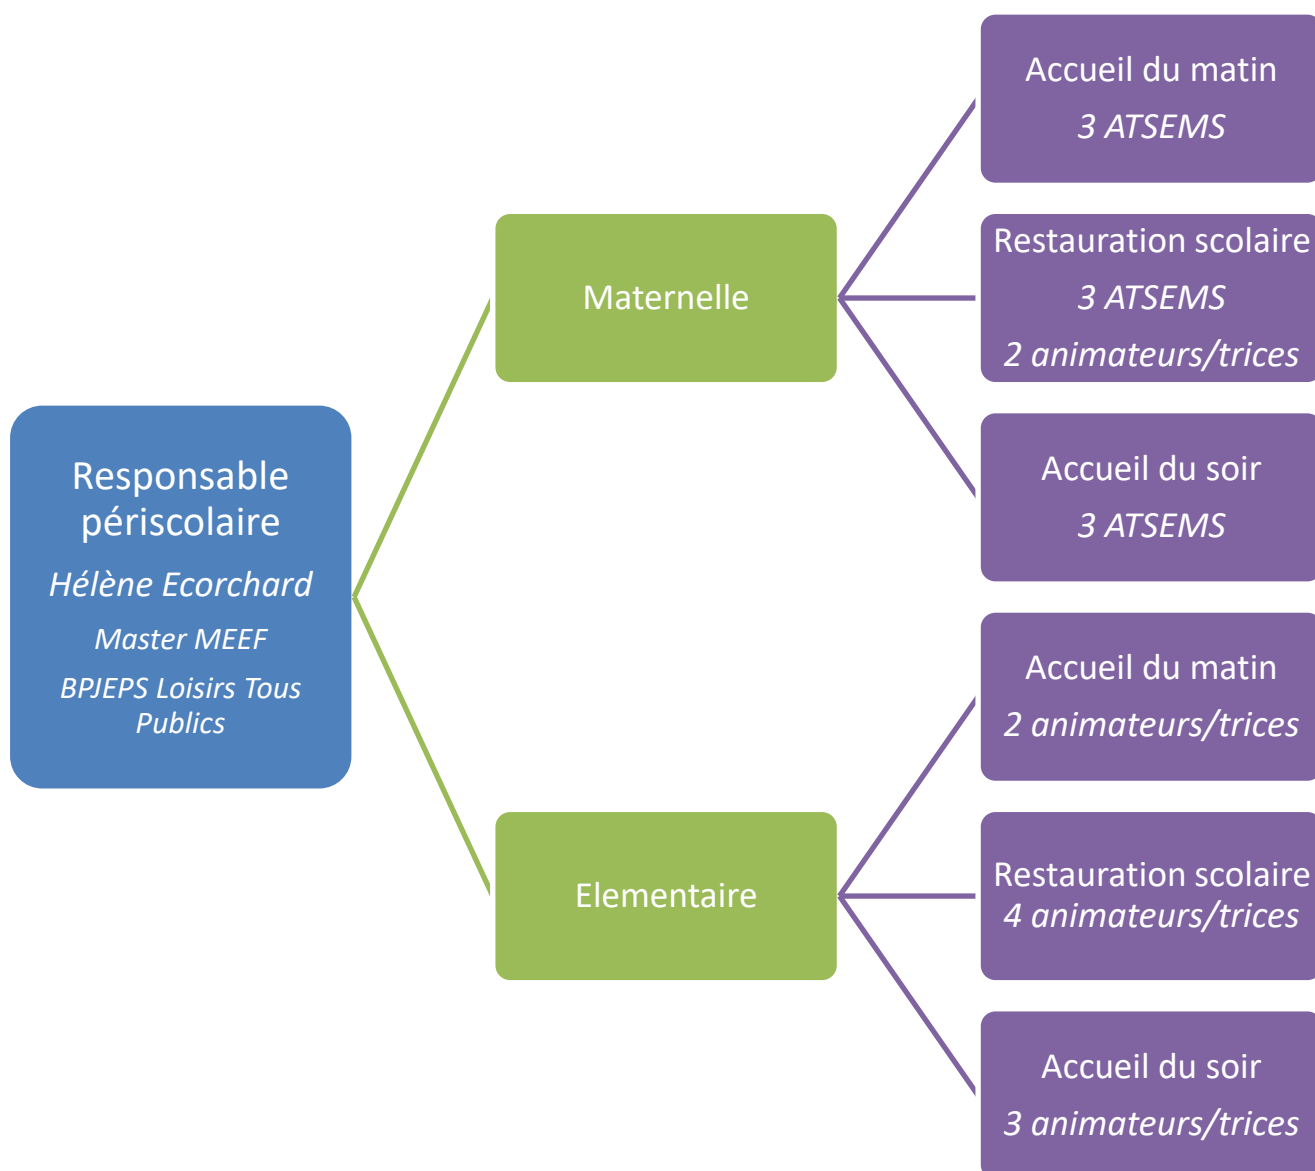 Responsable
périscolaire
Hélène Ecorchard
Master MEEF
BPJEPS Loisirs Tous
Publics
Maternelle
Accueil du matin
3 ATSEMS
Restauration scolaire
3 ATSEMS
2 animateurs/trices
Accueil du soir
3 ATSEMS
Elementaire
Accueil du matin
2 animateurs/trices
Restauration scolaire
4 animateurs/trices
Accueil du soir
3 animateurs/trices